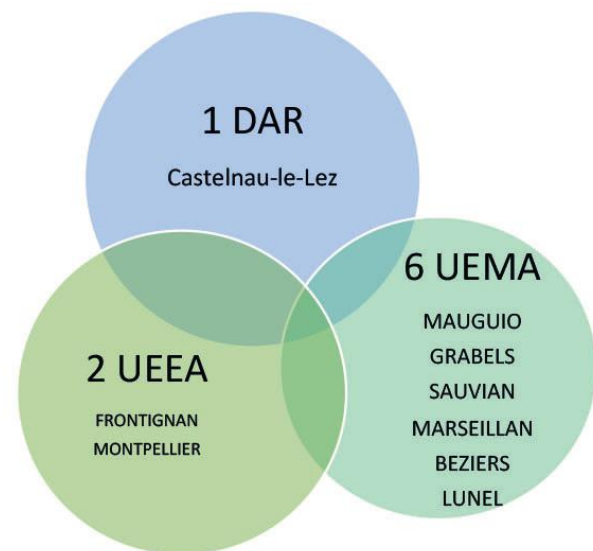 1 DAR
Castelnau-le-Lez
6 UEMA
MAUGUIO
GRABELS
SAUVIAN
MARSEILLAN
BEZIERS
LUNEL
2 UEEA
FRONTIGNAN
MONTPELLIER